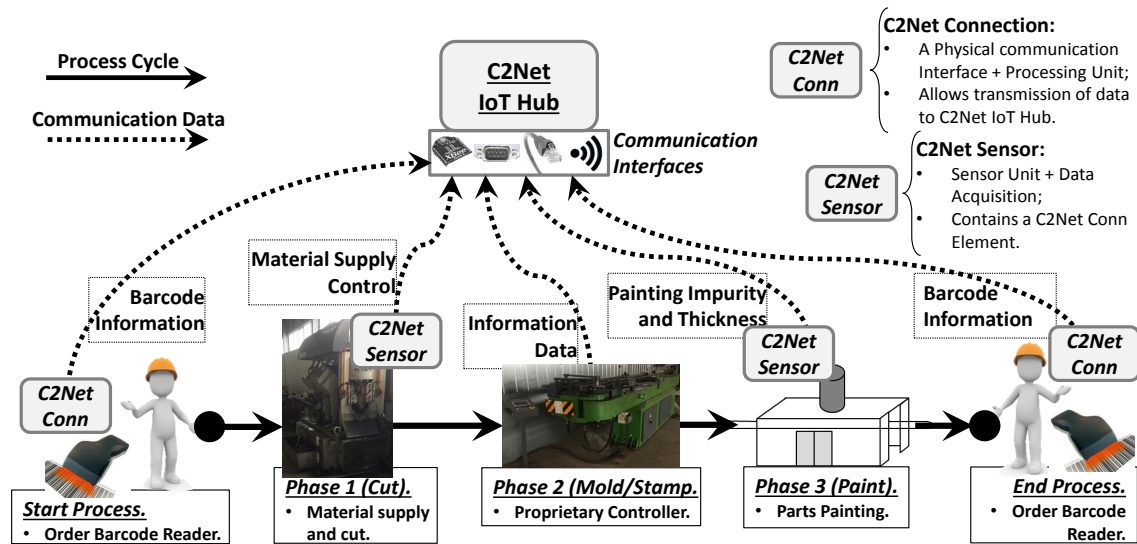 Process Cycle
Communication Data
C2Net
IoT Hub
XBee
Communication
Interfaces
C2Net
Conn
C2Net Connection:
• A Physical communication
Interface + Processing Unit;
• Allows transmission of data
to C2Net IoT Hub.
C2Net
Sensor
C2Net Sensor:
• Sensor Unit + Data
Acquisition;
• Contains a C2Net Conn
Element.
Barcode
Information
Material Supply
Control
Information
Data
Painting Impurity
and Thickness
Barcode
Information
C2Net
Conn
C2Net
Sensor
C2Net
Sensor
C2Net
Conn
Start Process.
• Order Barcode Reader.
Phase 1 (Cut).
• Material supply
and cut.
Phase 2 (Mold/Stamp.
• Proprietary Controller.
Phase 3 (Paint).
• Parts Painting.
End Process.
• Order Barcode
Reader.